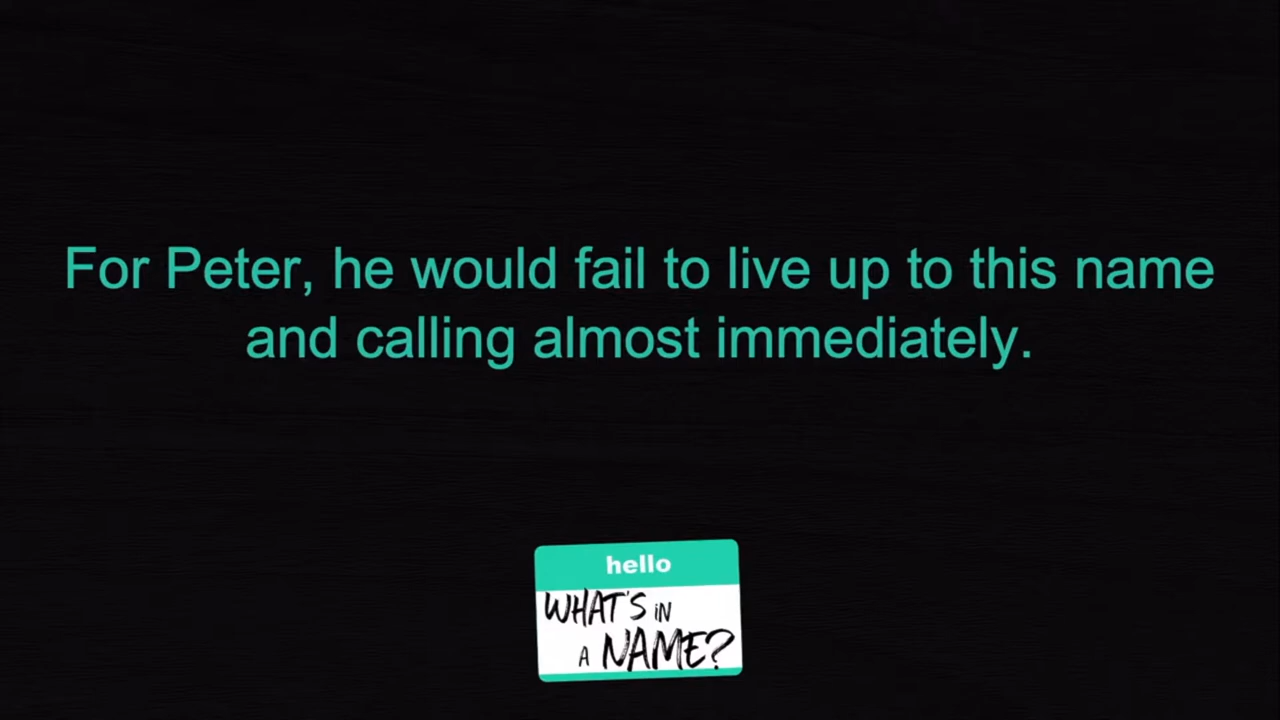 For Peter, he would fail to live up to this name
and calling almost immediately.
hello
WHAT'S iN
A NAME?